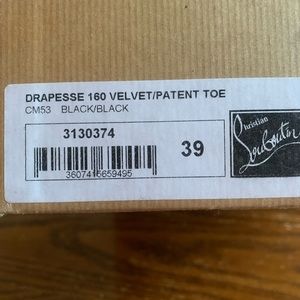 DRAPESSE 160 VELVET/PATENT TOE
CM53 BLACK/BLACK
3130374
39
3607415659495
Christian
Louboutin